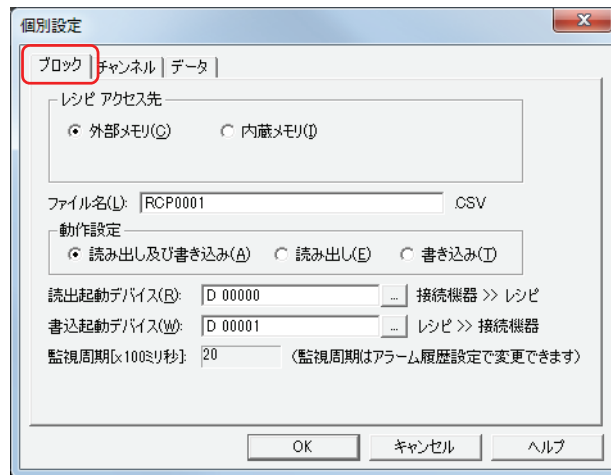 個別設定
ブロック チャンネル データ
レシピ アクセス先
外部メモリ(C) 内蔵メモリ(I)
ファイル名(L): RCP0001 .CSV
動作設定
読み出し及び書き込み(A) 読み出し(E) 書き込み(T)
読出起動デバイス(R): D 00000 ... 接続機器 >> レシピ
書込起動デバイス(W): D 00001 ... レシピ >> 接続機器
監視周期[x100ミリ秒]: 20 (監視周期はアラーム履歴設定で変更できます)
OK キャンセル ヘルプ